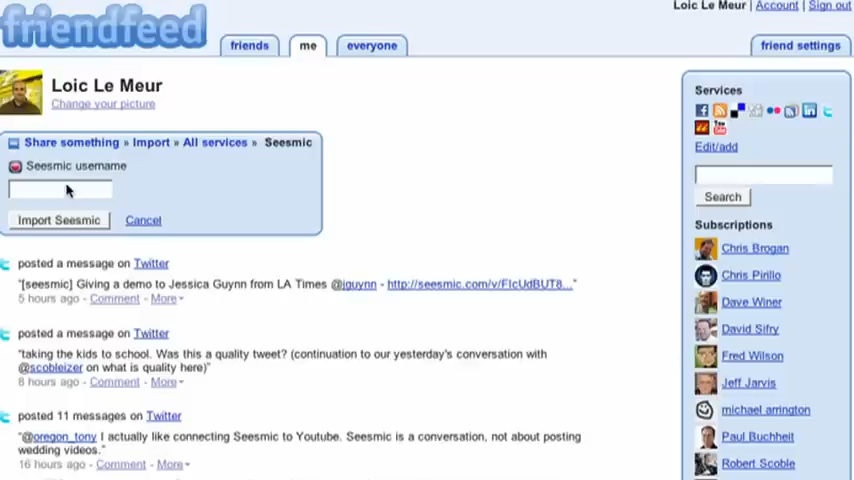 friendfeed
Loic Le Meur | Account | Sign out
friends
me
everyone
friend settings
Loic Le Meur
Change your picture
Share something » Import » All services » Seesmic
Seesmic username
Import Seesmic
Cancel
posted a message on Twitter
"[seesmic] Giving a demo to Jessica Guynn from LA Times @jguynn - http://seesmic.com/v/FIcUdBUT8..."
5 hours ago - Comment - More
posted a message on Twitter
"taking the kids to school. Was this a quality tweet? (continuation to our yesterday's conversation with
@scobleizer on what is quality here)"
8 hours ago - Comment - More
posted 11 messages on Twitter
"@oregon_tony I actually like connecting Seesmic to Youtube. Seesmic is a conversation, not about posting
wedding videos."
16 hours ago - Comment - More
Services
You
Edit/add
Search
Subscriptions
Chris Brogan
Chris Pirillo
Dave Winer
David Sifry
Fred Wilson
Jeff Jarvis
michael arrington
Paul Buchheit
Robert Scoble